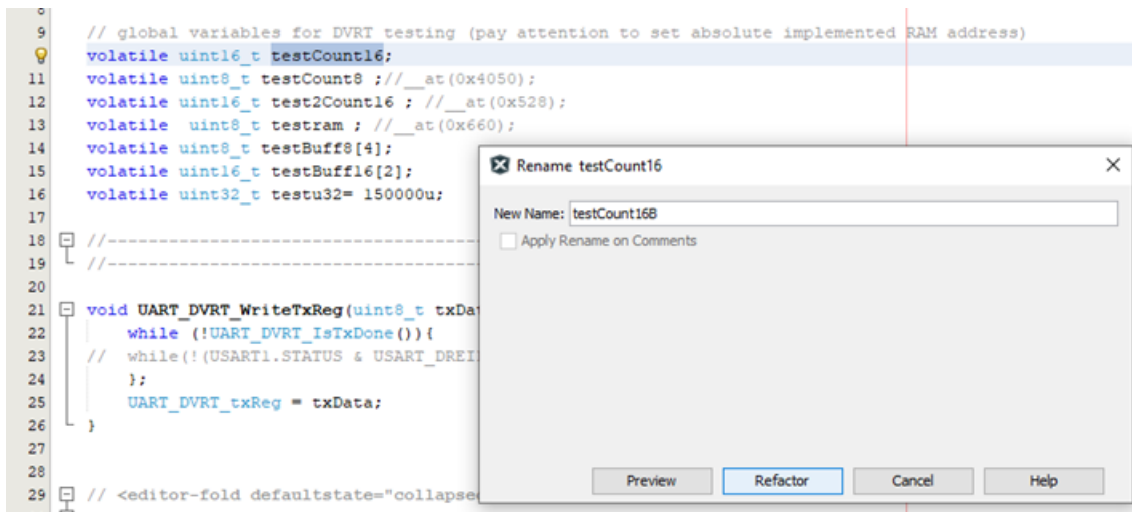 8
9 // global variables for DVRT testing (pay attention to set absolute implemented RAM address)
volatile uint16_t testCount16;
11 volatile uint8_t testCount8 ;//__at(0x4050);
12 volatile uint16_t test2Count16 ; //__at(0x528);
13 volatile  uint8_t testram ; //__at(0x660);
14 volatile uint8_t testBuff8[4];
15 volatile uint16_t testBuff16[2];
16 volatile uint32_t testu32= 150000u;
17
18 //------------------------------------
19 //------------------------------------
20
21 void UART_DVRT_WriteTxReg(uint8_t txDa
22 while (!UART_DVRT_IsTxDone()){
23 // while(!(USART1.STATUS & USART_DREI
24 };
25 UART_DVRT_txReg = txData;
26 }
27
28
29 // <editor-fold defaultstate="collapse
Rename testCount16
New Name: testCount16B
Apply Rename on Comments
Preview Refactor Cancel Help